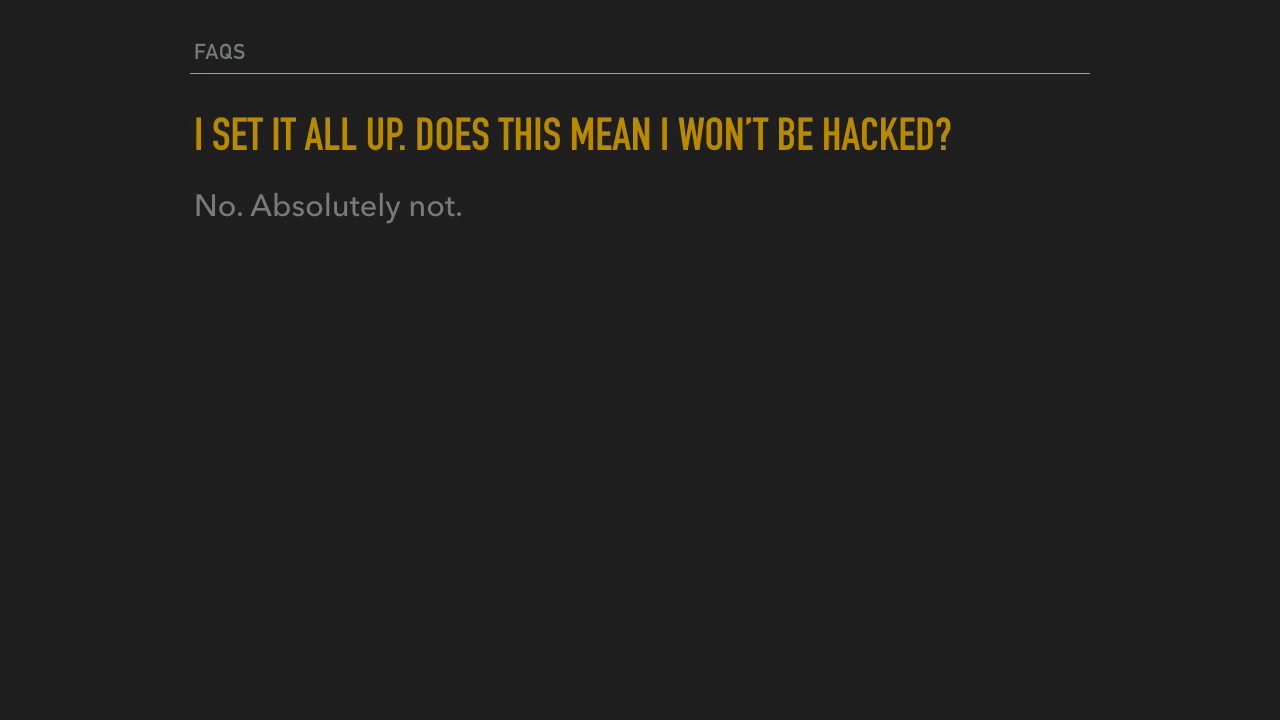 FAQS
I SET IT ALL UP. DOES THIS MEAN I WON’T BE HACKED?
No. Absolutely not.